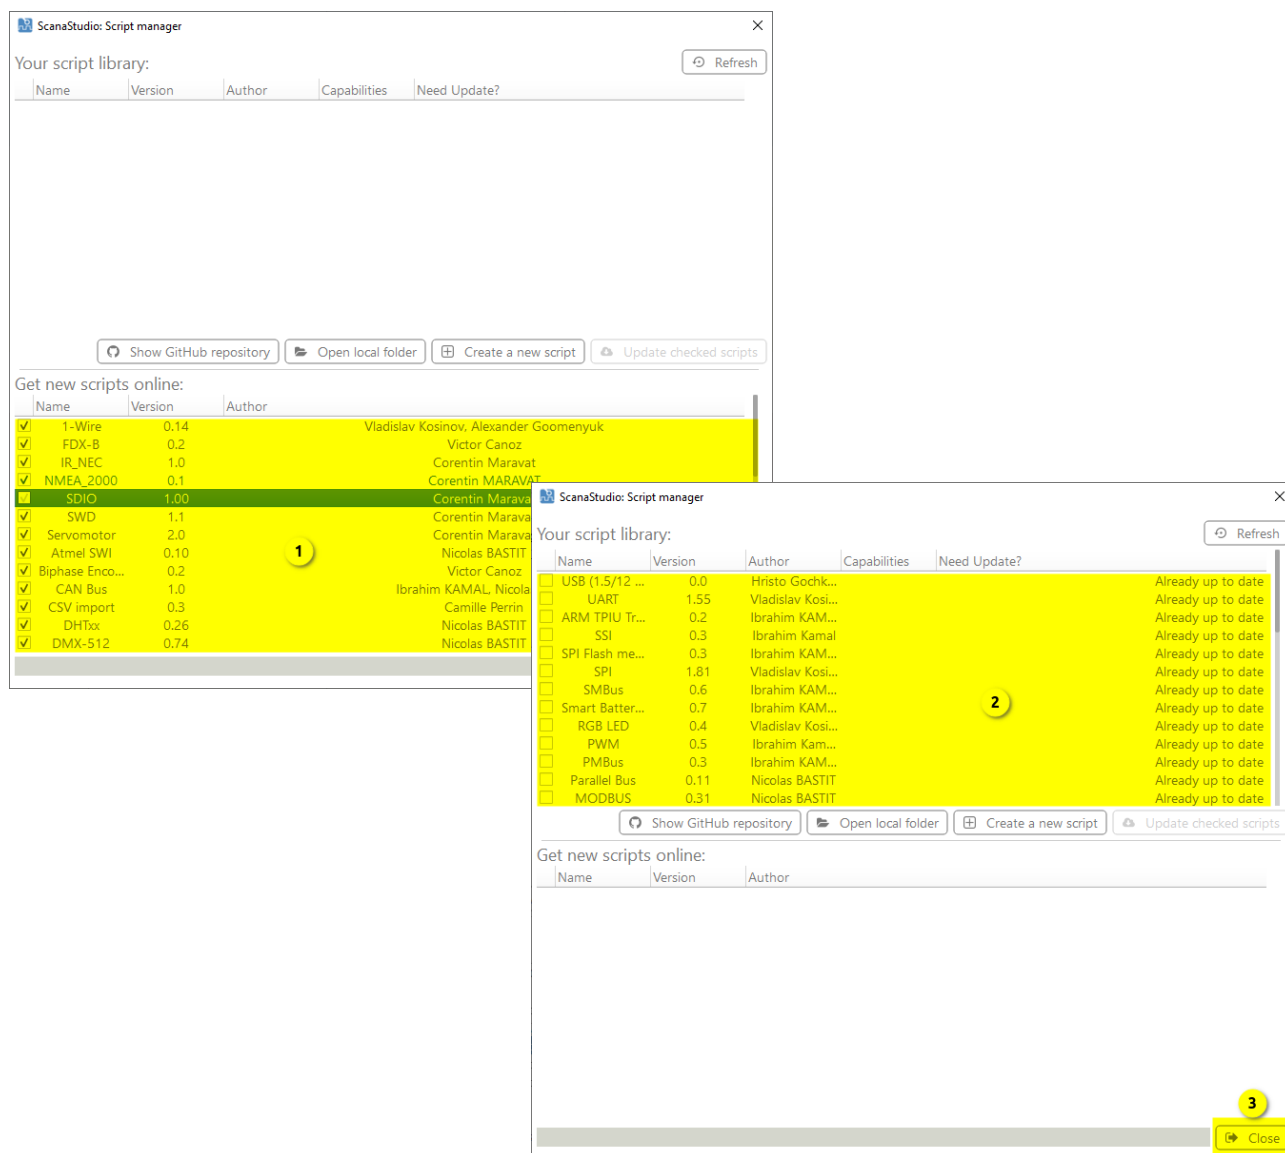 ScanaStudio: Script manager
Your script library:
Refresh
Name Version Author Capabilities Need Update?
Show GitHub repository Open local folder Create a new script Update checked scripts
Get new scripts online:
Name Version Author
1-Wire 0.14 Vladislav Kosinov, Alexander Goomenyuk
FDX-B 0.2 Victor Canoz
IR_NEC 1.0 Corentin Maravat
NMEA_2000 0.1 Corentin MARAVAT
SDIO 1.00 Corentin Marava
SWD 1.1 Corentin Marava
Servomotor 2.0 Corentin Marava
Atmel SWI 0.10 Nicolas BASTIT
1
Biphase Enco... 0.2 Victor Canoz
CAN Bus 1.0 Ibrahim KAMAL, Nicola
CSV import 0.3 Camille Perrin
DHTxx 0.26 Nicolas BASTIT
DMX-512 0.74 Nicolas BASTIT
ScanaStudio: Script manager
Your script library:
Refresh
Name Version Author Capabilities Need Update?
USB (1.5/12 ... 0.0 Hristo Gochk... Already up to date
UART 1.55 Vladislav Kosi... Already up to date
ARM TPIU Tr... 0.2 Ibrahim KAM... Already up to date
SSI 0.3 Ibrahim Kamal Already up to date
SPI Flash me... 0.3 Ibrahim KAM... Already up to date
SPI 1.81 Vladislav Kosi... Already up to date
SMBus 0.6 Ibrahim KAM... Already up to date
Smart Batter... 0.7 Ibrahim KAM... Already up to date
2
RGB LED 0.4 Vladislav Kosi... Already up to date
PWM 0.5 Ibrahim Kam... Already up to date
PMBus 0.3 Ibrahim KAM... Already up to date
Parallel Bus 0.11 Nicolas BASTIT Already up to date
MODBUS 0.31 Nicolas BASTIT Already up to date
Show GitHub repository Open local folder Create a new script Update checked scripts
Get new scripts online:
Name Version Author
3
Close